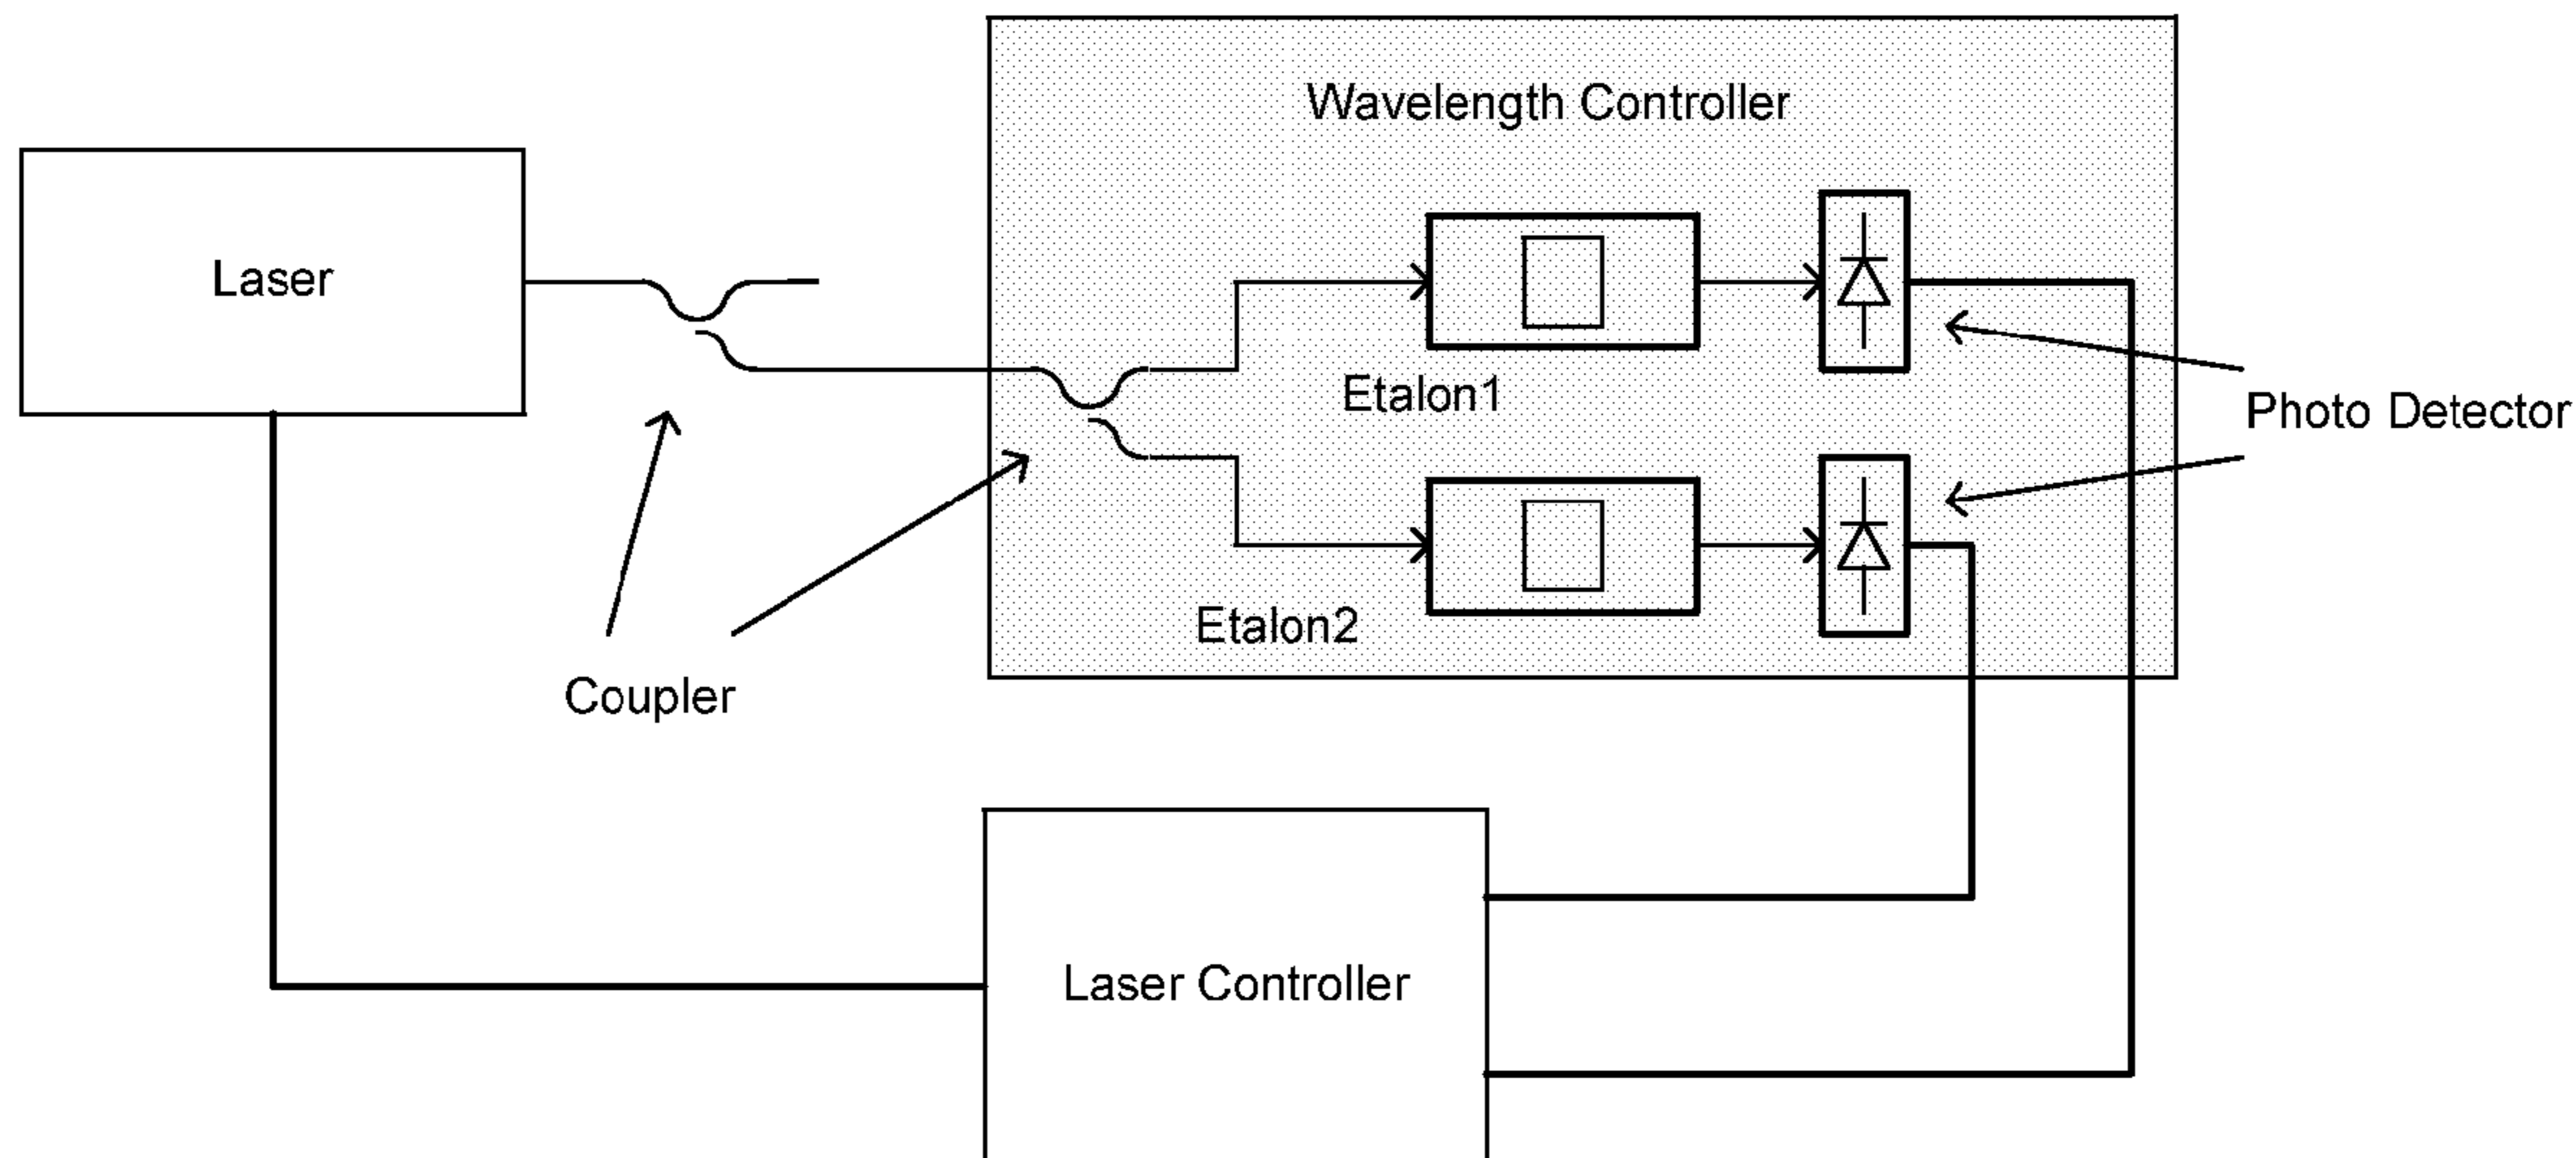 Wavelength Controller
Laser
Etalon1
Photo Detector
Etalon2
Coupler
Laser Controller